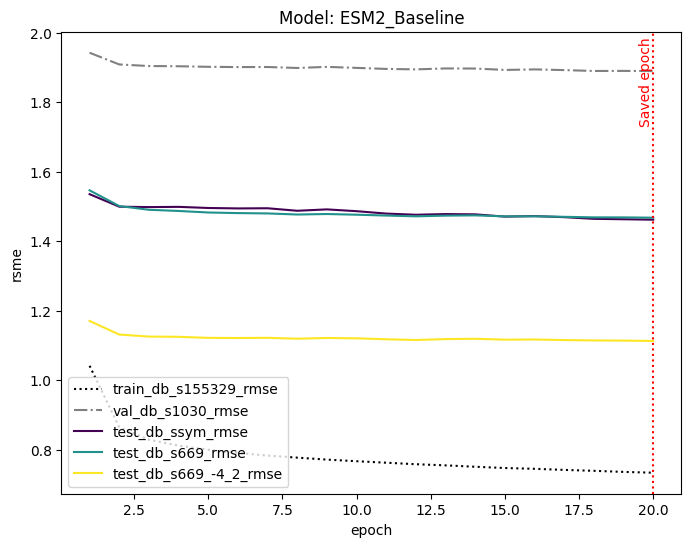 Model: ESM2_Baseline
2.0
1.8
1.6
1.4
1.2
1.0
0.8
rsme
Saved epoch
train_db_s155329_rmse
val_db_s1030_rmse
test_db_ssym_rmse
test_db_s669_rmse
test_db_s669_-4_2_rmse
2.5 5.0 7.5 10.0 12.5 15.0 17.5 20.0
epoch